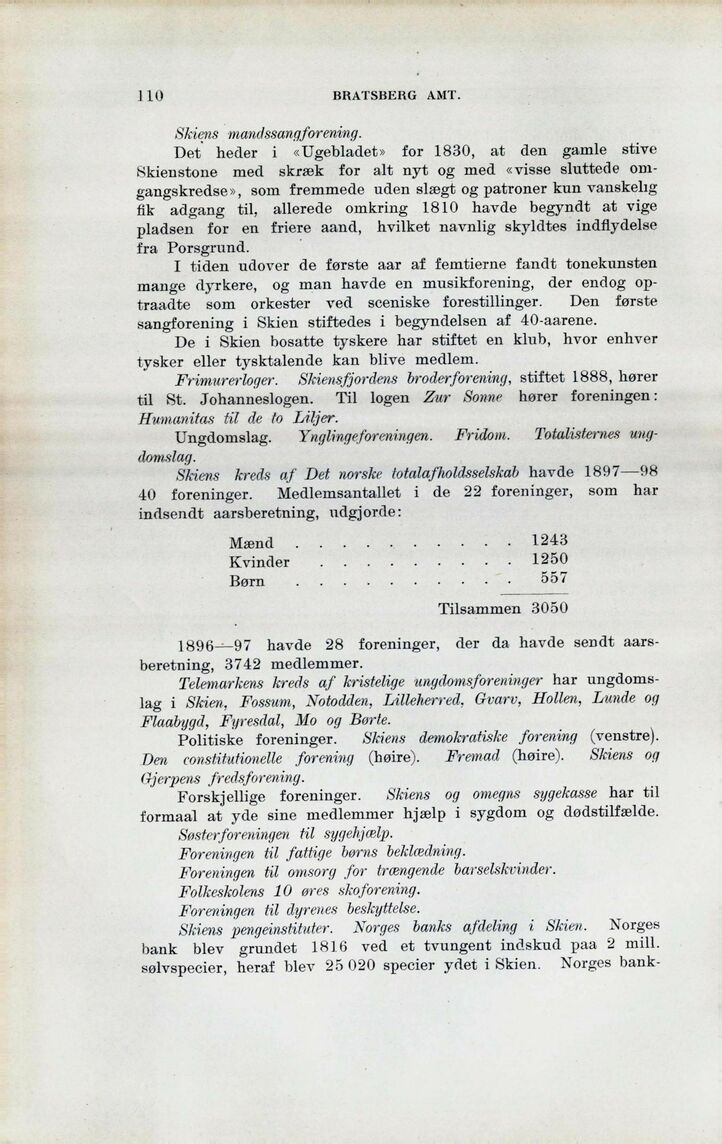 110 BRATSBERG AMT.
Skiens mandssangforening.
Det heder i «Ugebladet» for 1830, at den gamle stive
Skienstone med skræk for alt nyt og med «visse sluttede om-
gangskredse», som fremmede uden slægt og patroner kun vanskelig
fik adgang til, allerede omkring 1810 havde begyndt at vige
pladsen for en friere aand, hvilket navnlig skyldtes indflydelse
fra Porsgrund.
I tiden udover de første aar af femtierne fandt tonekunsten
mange dyrkere, og man havde en musikforening, der endog op-
traadte som orkester ved sceniske forestillinger. Den første
sangforening i Skien stiftedes i begyndelsen af 40-aarene.
De i Skien bosatte tyskere har stiftet en klub, hvor enhver
tysker eller tysktalende kan blive medlem.
Frimurerloger. Skiensfjordens broderforening, stiftet 1888, hører
til St. Johanneslogen. Til logen Zur Sonne hører foreningen:
Humanitas til de to Liljer.
Ungdomslag. Ynglingeforeningen. Fridom. Totalisternes ung-
domslag.
Skiens kreds af Det norske totalafholdsselskab havde 1897—98
40 foreninger. Medlemsantallet i de 22 foreninger, som har
indsendt aarsberetning, udgjorde:
Mænd . . . . . . . . . . 1243
Kvinder . . . . . . . . . 1250
Børn . . . . . . . . . . 557
Tilsammen 3050
1896—97 havde 28 foreninger, der da havde sendt aars-
beretning, 3742 medlemmer.
Telemarkens kreds af kristelige ungdomsforeninger har ungdoms-
lag i Skien, Fossum, Notodden, Lilleherred, Gvarv, Hollen, Lunde og
Flaabygd, Fyresdal, Mo og Børte.
Politiske foreninger. Skiens demokratiske forening (venstre).
Den constitutionelle forening (høire). Fremad (høire). Skiens og
Gjerpens fredsforening.
Forskjellige foreninger. Skiens og omegns sygekasse har til
formaal at yde sine medlemmer hjælp i sygdom og dødstilfælde.
Søsterforeningen til sygehjælp.
Foreningen til fattige børns beklædning.
Foreningen til omsorg for trængende barselskvinder.
Folkeskolens 10 øres skoforening.
Foreningen til dyrenes beskyttelse.
Skiens pengeinstituter. Norges banks afdeling i Skien. Norges
bank blev grundet 1816 ved et tvungent indskud paa 2 mill.
sølvspecier, heraf blev 25 020 specier ydet i Skien. Norges bank-